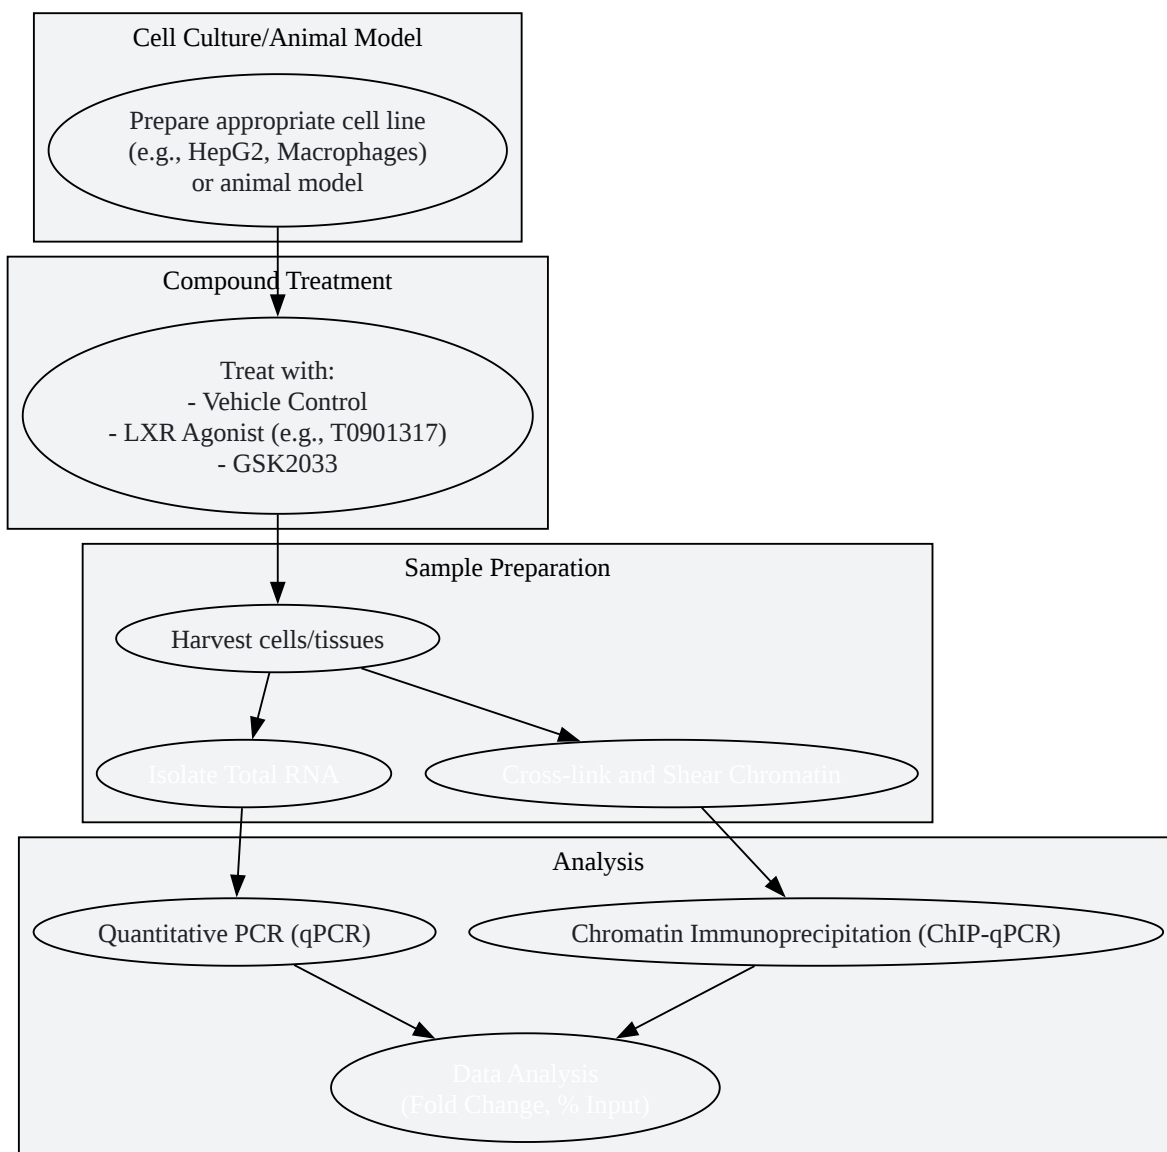 Cell Culture/Animal Model
Prepare appropriate cell line
(e.g., HepG2, Macrophages)
or animal model
Compound Treatment
Treat with:
- Vehicle Control
- LXR Agonist (e.g., T0901317)
- GSK2033
Sample Preparation
Harvest cells/tissues
Isolate Total RNA
Cross-link and Shear Chromatin
Analysis
Quantitative PCR (qPCR)
Chromatin Immunoprecipitation (ChIP-qPCR)
Data Analysis
(Fold Change, % Input)